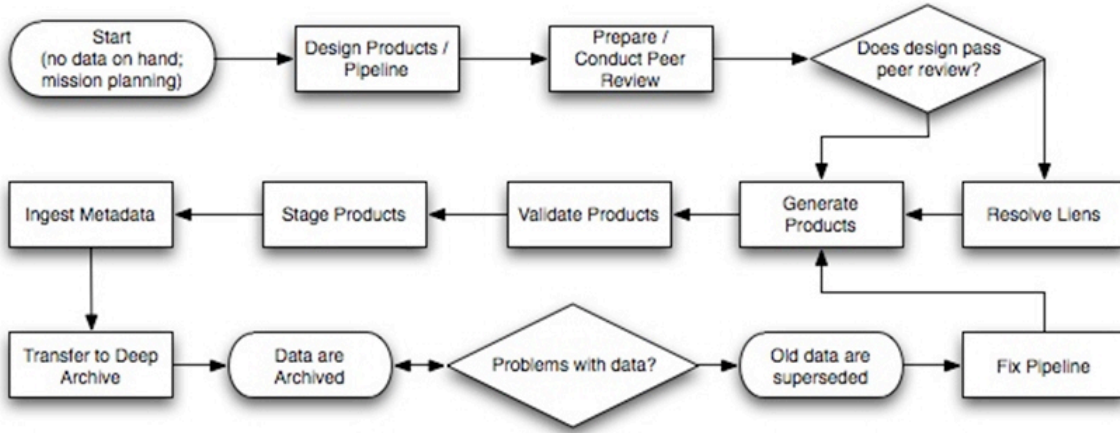 Start
(no data on hand;
mission planning)
Design Products /
Pipeline
Prepare /
Conduct Peer
Review
Does design pass
peer review?
Ingest Metadata
Stage Products
Validate Products
Generate
Products
Resolve Liens
Transfer to Deep
Archive
Data are
Archived
Problems with data?
Old data are
superseded
Fix Pipeline